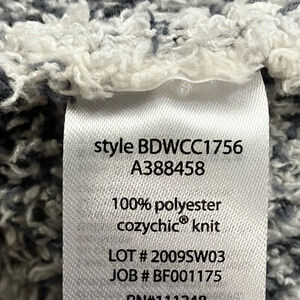 style BDWCC1756
A388458
100% polyester
cozychic® knit
LOT # 2009SW03
JOB # BF001175